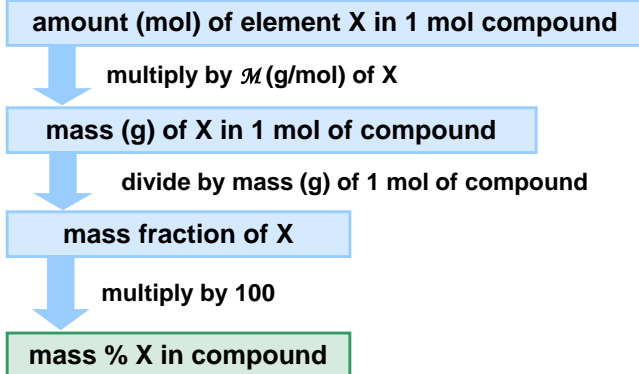 amount (mol) of element X in 1 mol compound
multiply by ℳ (g/mol) of X
mass (g) of X in 1 mol of compound
divide by mass (g) of 1 mol of compound
mass fraction of X
multiply by 100
mass % X in compound